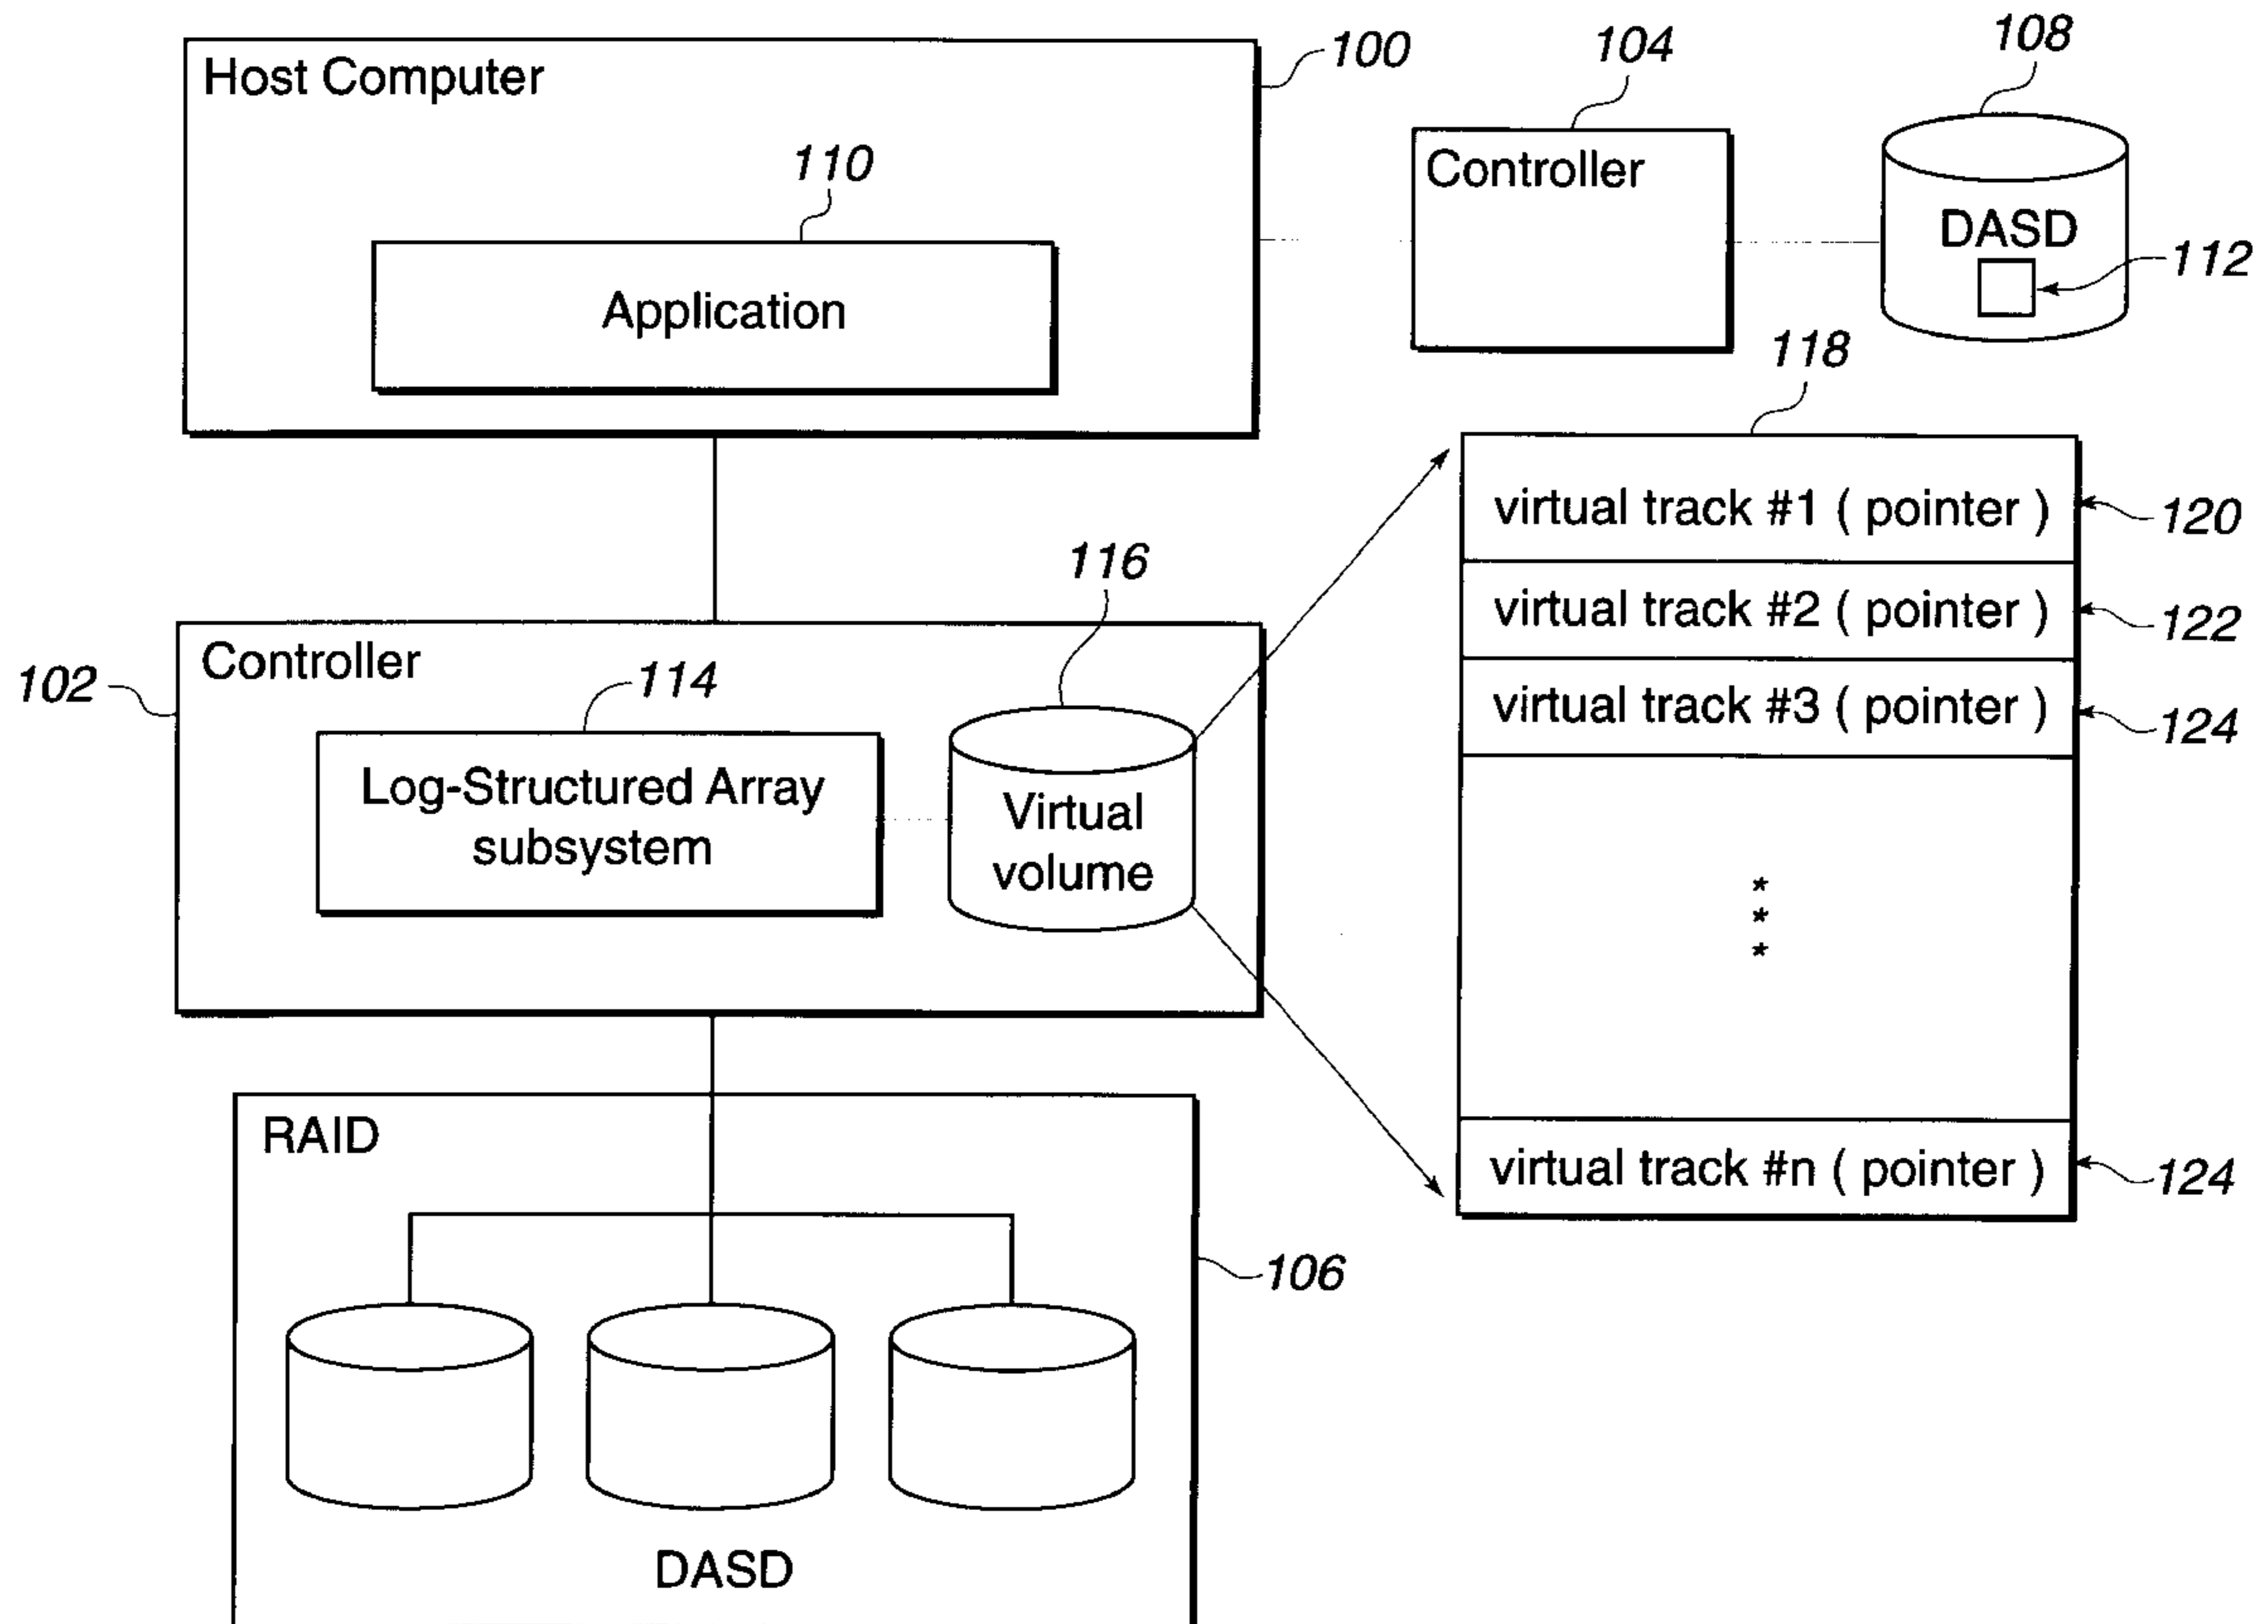 Host Computer
100
110
Application
104
Controller
108
DASD
112
118
virtual track #1 ( pointer )
120
virtual track #2 ( pointer )
122
virtual track #3 ( pointer )
124
*
*
*
virtual track #n ( pointer )
124
102
Controller
114
Log-Structured Array
subsystem
116
Virtual
volume
RAID
106
DASD